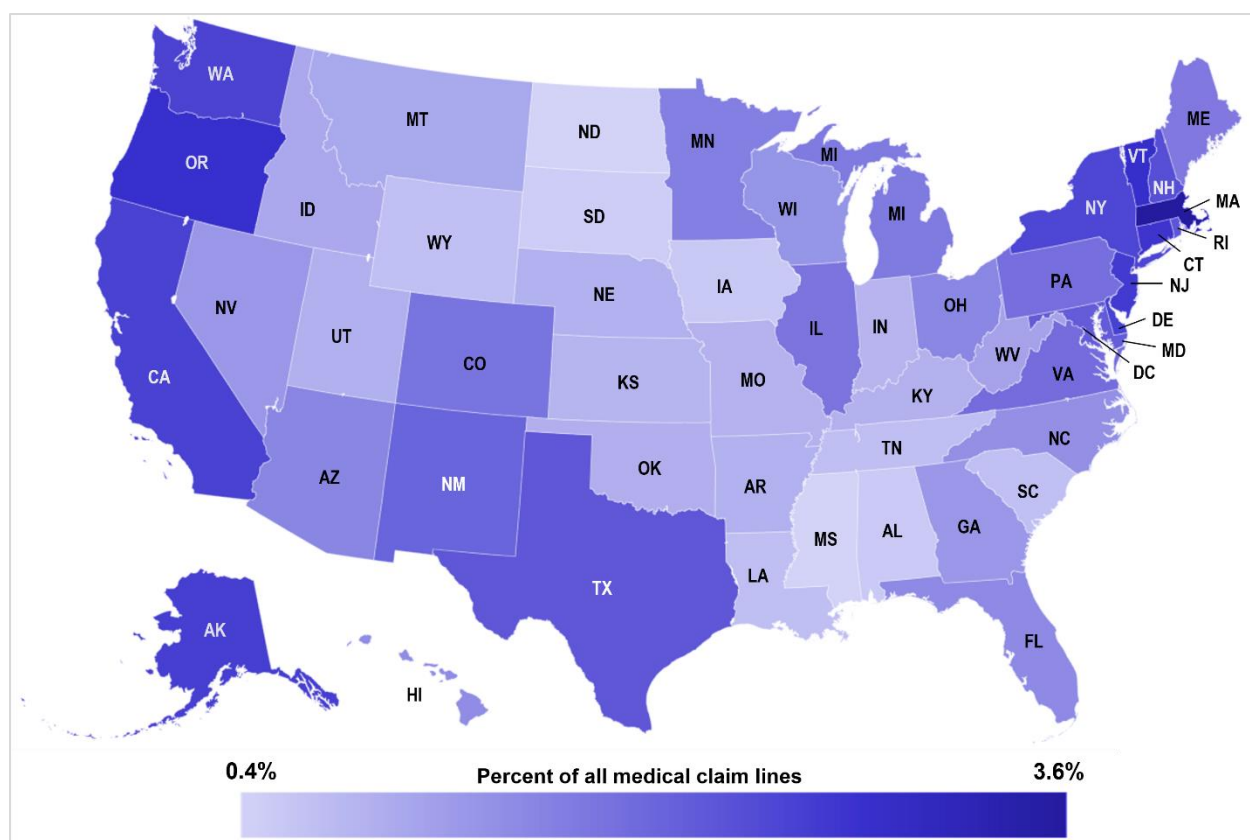 WA
MT
ND
MN
MI
ME
OR
ID
WY
SD
WI
MI
NY
VT
NH
MA
RI
CT
NJ
DE
MD
DC
NV
UT
CO
NE
IA
IL
IN
OH
PA
WV
VA
CA
KS
MO
KY
AZ
NM
OK
AR
TN
NC
SC
TX
LA
MS
AL
GA
FL
AK
HI
0.4%
Percent of all medical claim lines
3.6%